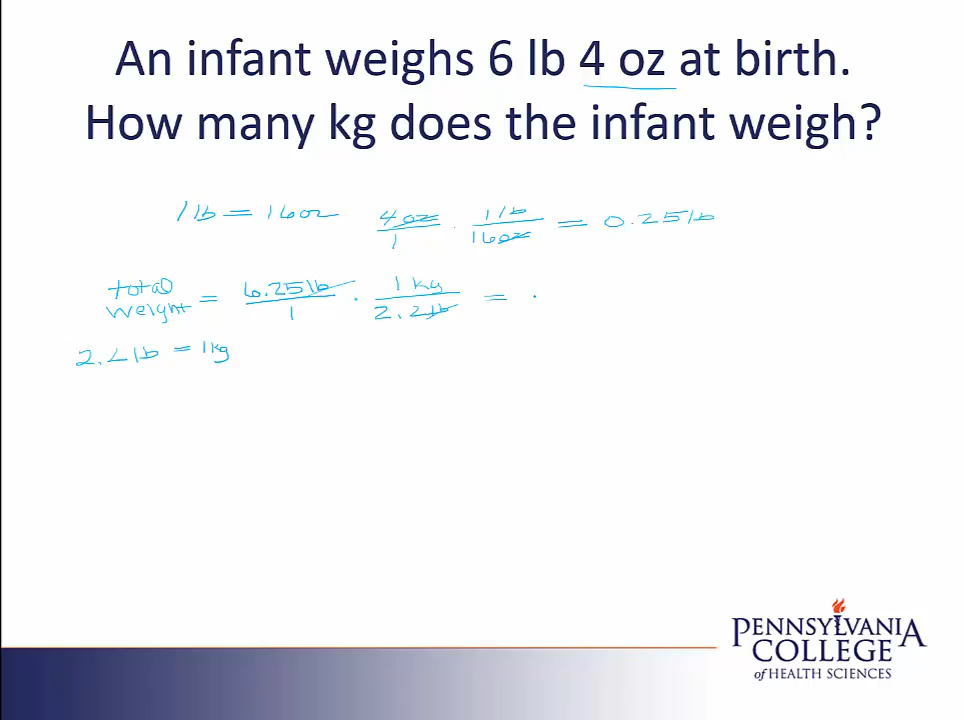 An infant weighs 6 lb 4 oz at birth.
How many kg does the infant weigh?
1 lb = 16 oz 4 oz / 1 · 1 lb / 16 oz = 0.25 lb
total weight = 6.25 lb / 1 · 1 kg / 2.2 lb =
2.2 lb = 1 kg
PENNSYLVANIA
COLLEGE
of HEALTH SCIENCES